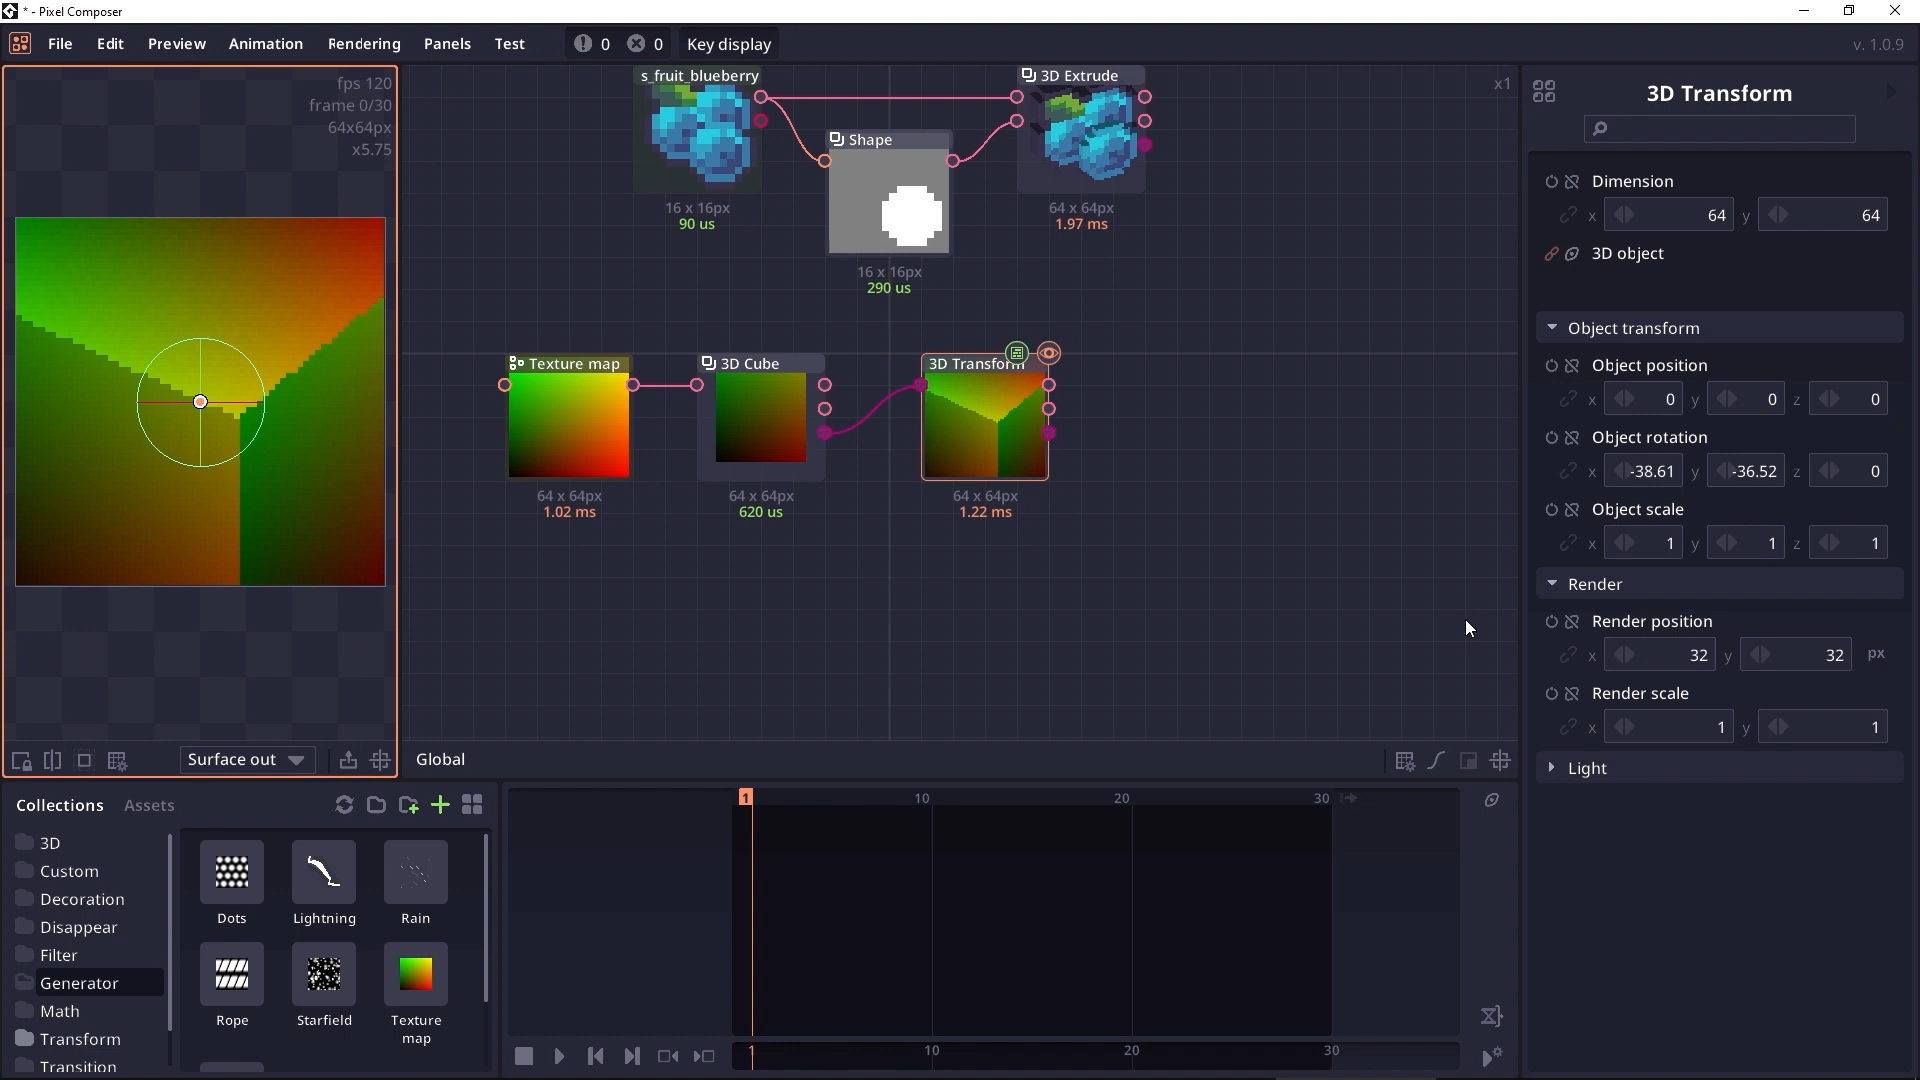 * - Pixel Composer
File Edit Preview Animation Rendering Panels Test 0 0 Key display v. 1.0.9
fps 120
frame 0/30
64x64px
x5.75
Surface out
s_fruit_blueberry
16 x 16px
90 us
Shape
16 x 16px
290 us
3D Extrude
64 x 64px
1.97 ms
x1
Texture map
64 x 64px
1.02 ms
3D Cube
64 x 64px
620 us
3D Transform
64 x 64px
1.22 ms
Global
3D Transform
Dimension
x 64 y 64
3D object
Object transform
Object position
x 0 y 0 z 0
Object rotation
x -38.61 y -36.52 z 0
Object scale
x 1 y 1 z 1
Render
Render position
x 32 y 32 px
Render scale
x 1 y 1
Light
Collections Assets
3D
Custom
Decoration
Disappear
Filter
Generator
Math
Transform
Transition
Dots
Lightning
Rain
Rope
Starfield
Texture
map
1 10 20 30
1 10 20 30